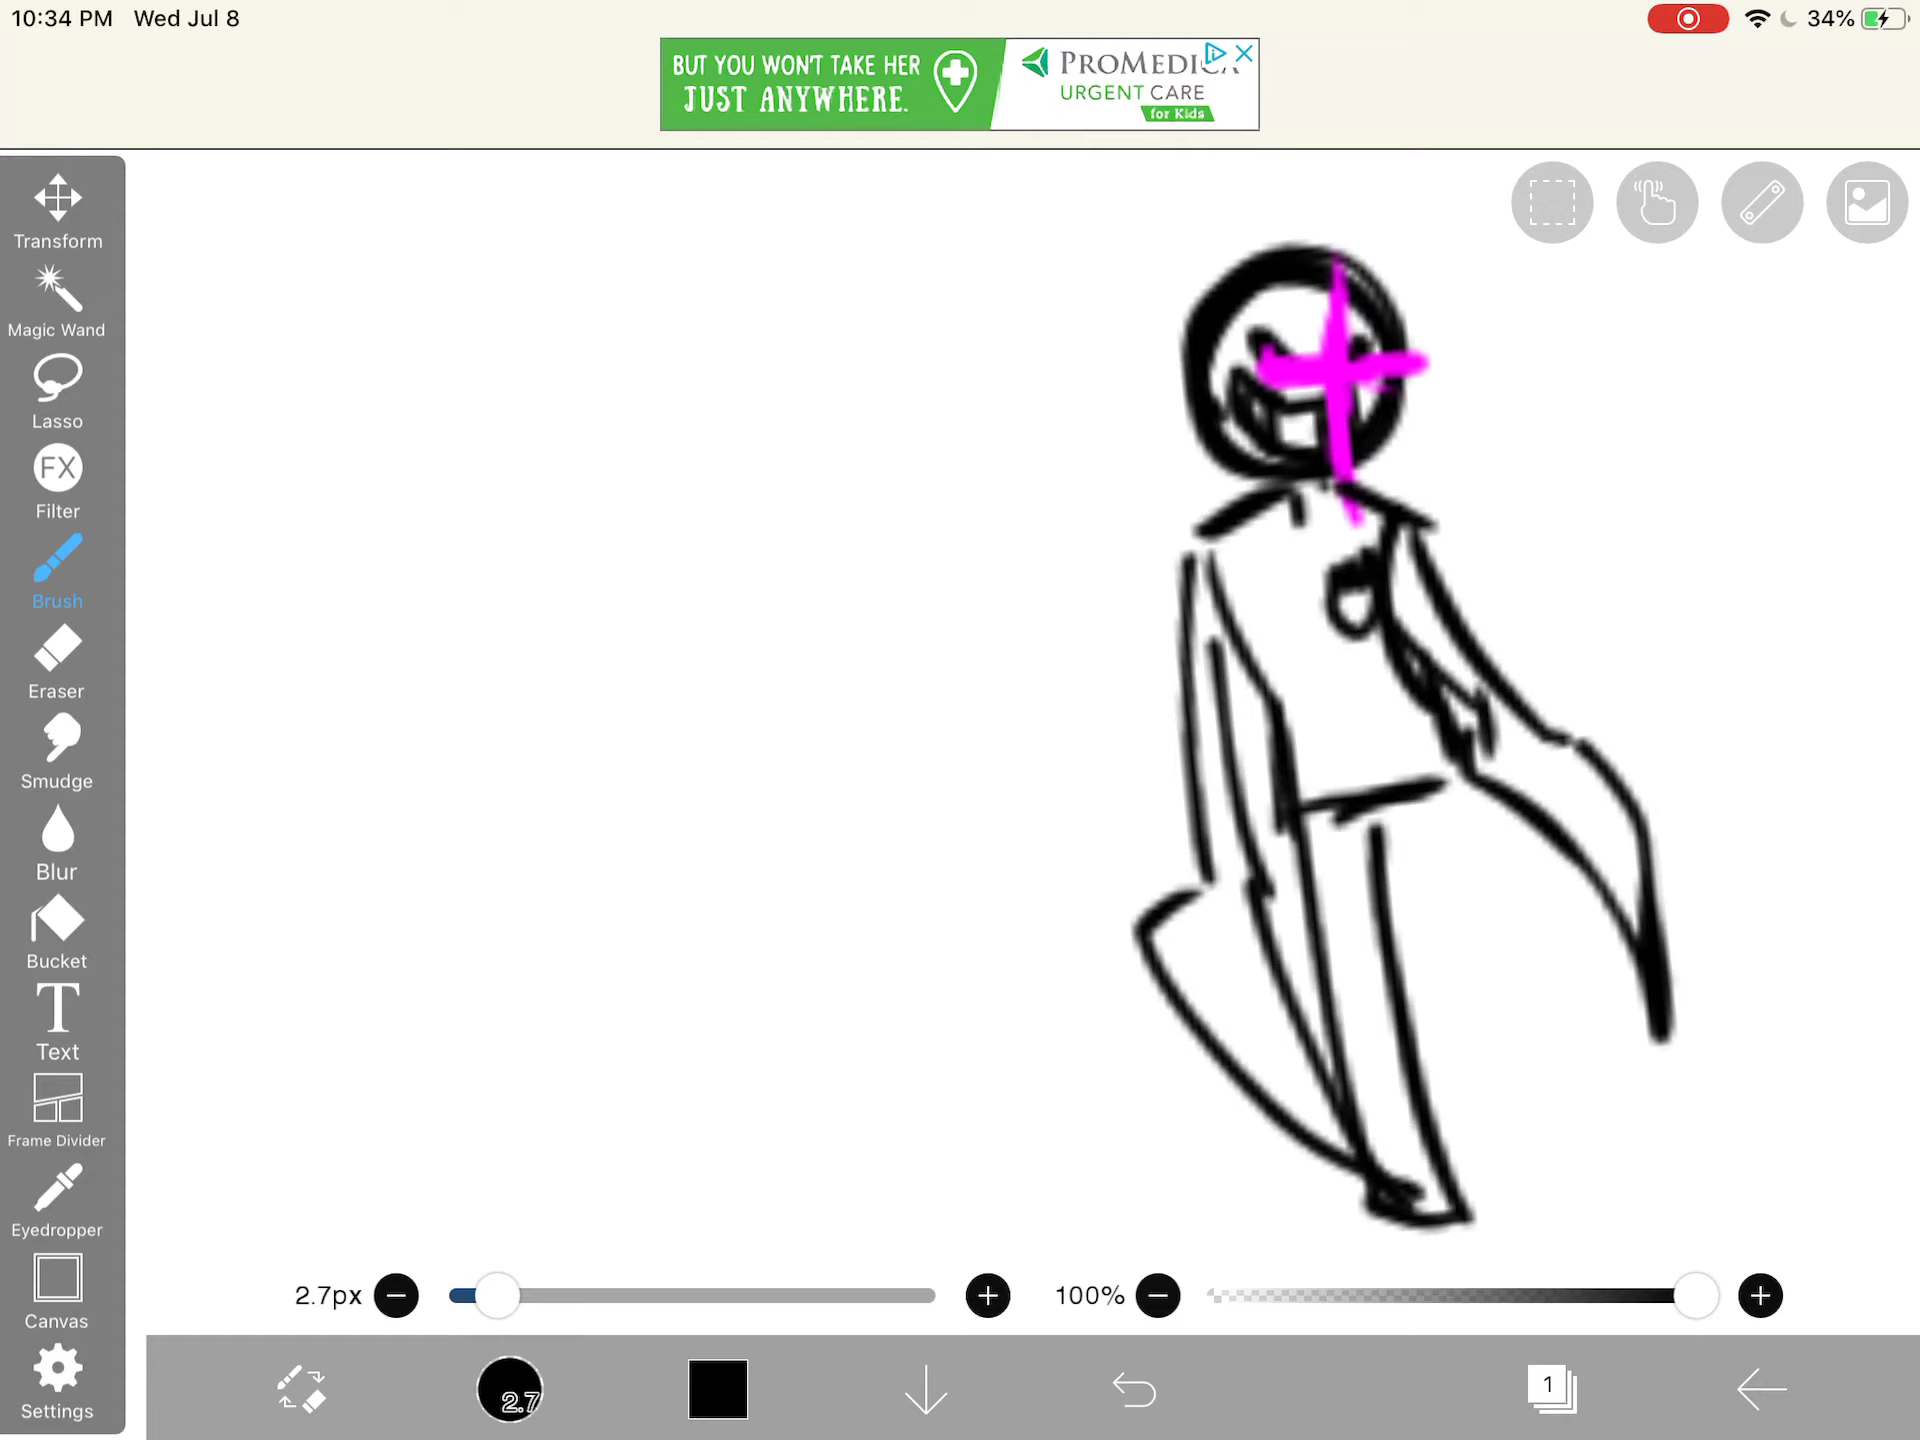 10:34 PM Wed Jul 8
34%
BUT YOU WON'T TAKE HER
JUST ANYWHERE.
PROMEDICA
URGENT CARE
for Kids
Transform
Magic Wand
Lasso
FX
Filter
Brush
Eraser
Smudge
Blur
Bucket
T
Text
Frame Divider
Eyedropper
Canvas
Settings
2.7px
100%
2.7
1